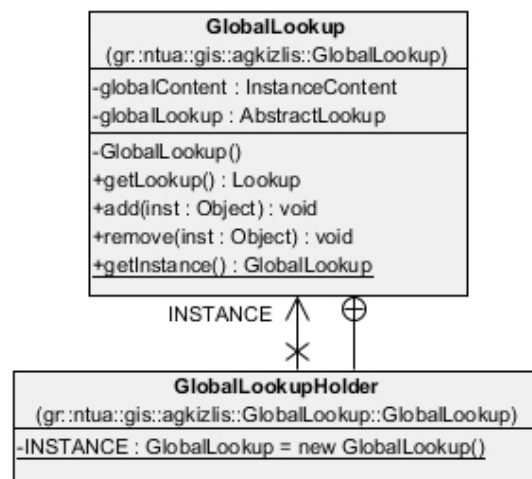 GlobalLookup
(gr::ntua::gis::agkizlis::GlobalLookup)
-globalContent : InstanceContent
-globalLookup : AbstractLookup
-GlobalLookup()
+getLookup() : Lookup
+add(inst : Object) : void
+remove(inst : Object) : void
+getInstance() : GlobalLookup
INSTANCE
GlobalLookupHolder
(gr::ntua::gis::agkizlis::GlobalLookup::GlobalLookup)
-INSTANCE : GlobalLookup = new GlobalLookup()